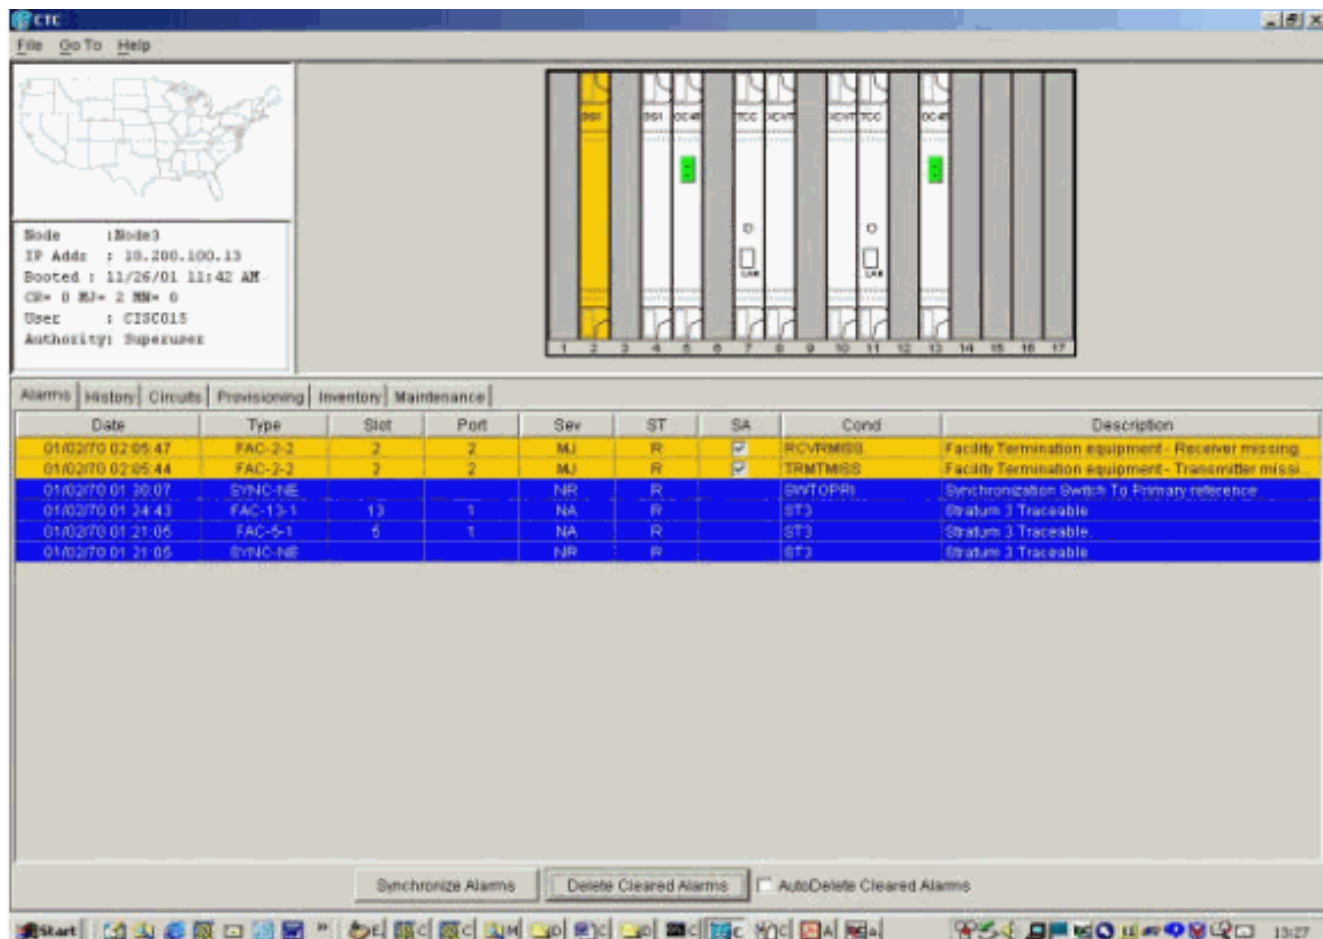 CTC
File Go To Help
DS1 DS1 OC48 TCC XCVT XCVT TCC OC48
LAN LAN
1 2 3 4 5 6 7 8 9 10 11 12 13 14 15 16 17
Node :Node3
IP Addr : 10.200.100.13
Booted : 11/26/01 11:42 AM
CR= 0 MJ= 2 MN= 0
User : CISCO15
Authority: Superuser
Alarms History Circuits Provisioning Inventory Maintenance
Date Type Slot Port Sev ST SA Cond Description
01/02/70 02:05:47 FAC-2-2 2 2 MJ R RCVRMISS Facility Termination equipment - Receiver missing
01/02/70 02:05:44 FAC-2-2 2 2 MJ R TRMTMISS Facility Termination equipment - Transmitter missi...
01/02/70 01:30:07 SYNC-NE NR R SWTOPRI Synchronization Switch To Primary reference
01/02/70 01:24:43 FAC-13-1 13 1 NA R ST3 Stratum 3 Traceable
01/02/70 01:21:05 FAC-5-1 5 1 NA R ST3 Stratum 3 Traceable.
01/02/70 01:21:05 SYNC-NE NR R ST3 Stratum 3 Traceable
Synchronize Alarms Delete Cleared Alarms AutoDelete Cleared Alarms
Start 13:27